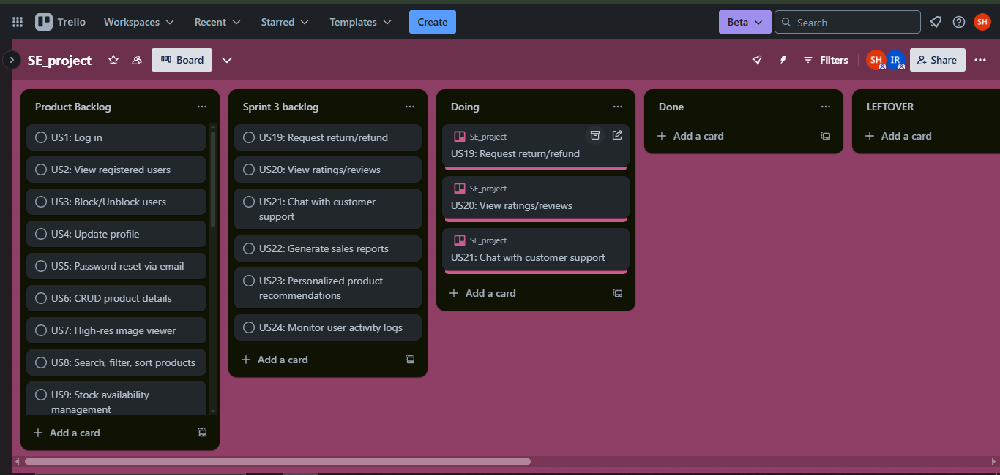 Trello
Workspaces
Recent
Starred
Templates
Create
Beta
Search
SH
SE_project
Board
Filters
SH
IR
Share
Product Backlog
US1: Log in
US2: View registered users
US3: Block/Unblock users
US4: Update profile
US5: Password reset via email
US6: CRUD product details
US7: High-res image viewer
US8: Search, filter, sort products
US9: Stock availability
management
Add a card
Sprint 3 backlog
US19: Request return/refund
US20: View ratings/reviews
US21: Chat with customer
support
US22: Generate sales reports
US23: Personalized product
recommendations
US24: Monitor user activity logs
Add a card
Doing
SE_project
US19: Request return/refund
SE_project
US20: View ratings/reviews
SE_project
US21: Chat with customer support
Add a card
Done
Add a card
LEFTOVER
Add a card